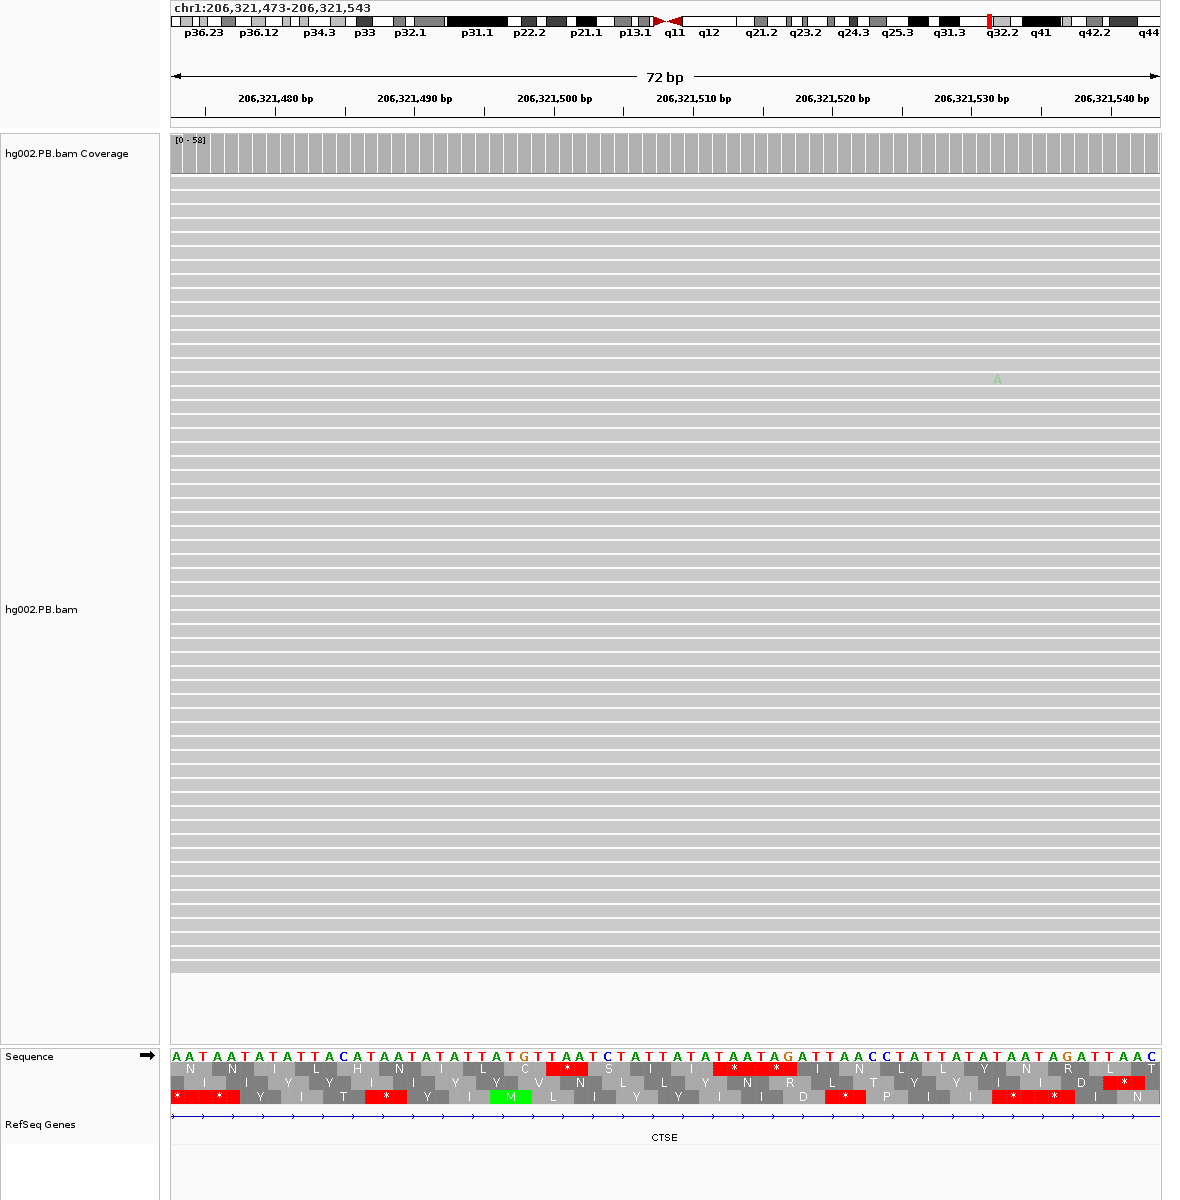 chr1:206,321,473-206,321,543
p36.23 p36.12 p34.3 p33 p32.1 p31.1 p22.2 p21.1 p13.1 q11 q12 q21.2 q23.2 q24.3 q25.3 q31.3 q32.2 q41 q42.2 q44
72 bp
206,321,480 bp 206,321,490 bp 206,321,500 bp 206,321,510 bp 206,321,520 bp 206,321,530 bp 206,321,540 bp
[0 - 58]
hg002.PB.bam Coverage
A
hg002.PB.bam
Sequence
A A T A A T A T A T T A C A T A A T A T A T T A T G T T A A T C T A T T A T A T A A T A G A T T A A C C T A T T A T A T A A T A G A T T A A C
N N I L H N I L C * S I I * * I N L L Y N R L T
I I Y Y I I Y Y V N L L Y N R L T Y Y I I D *
* * Y I T * Y I M L I Y Y I I D * P I I * * I N
RefSeq Genes
CTSE